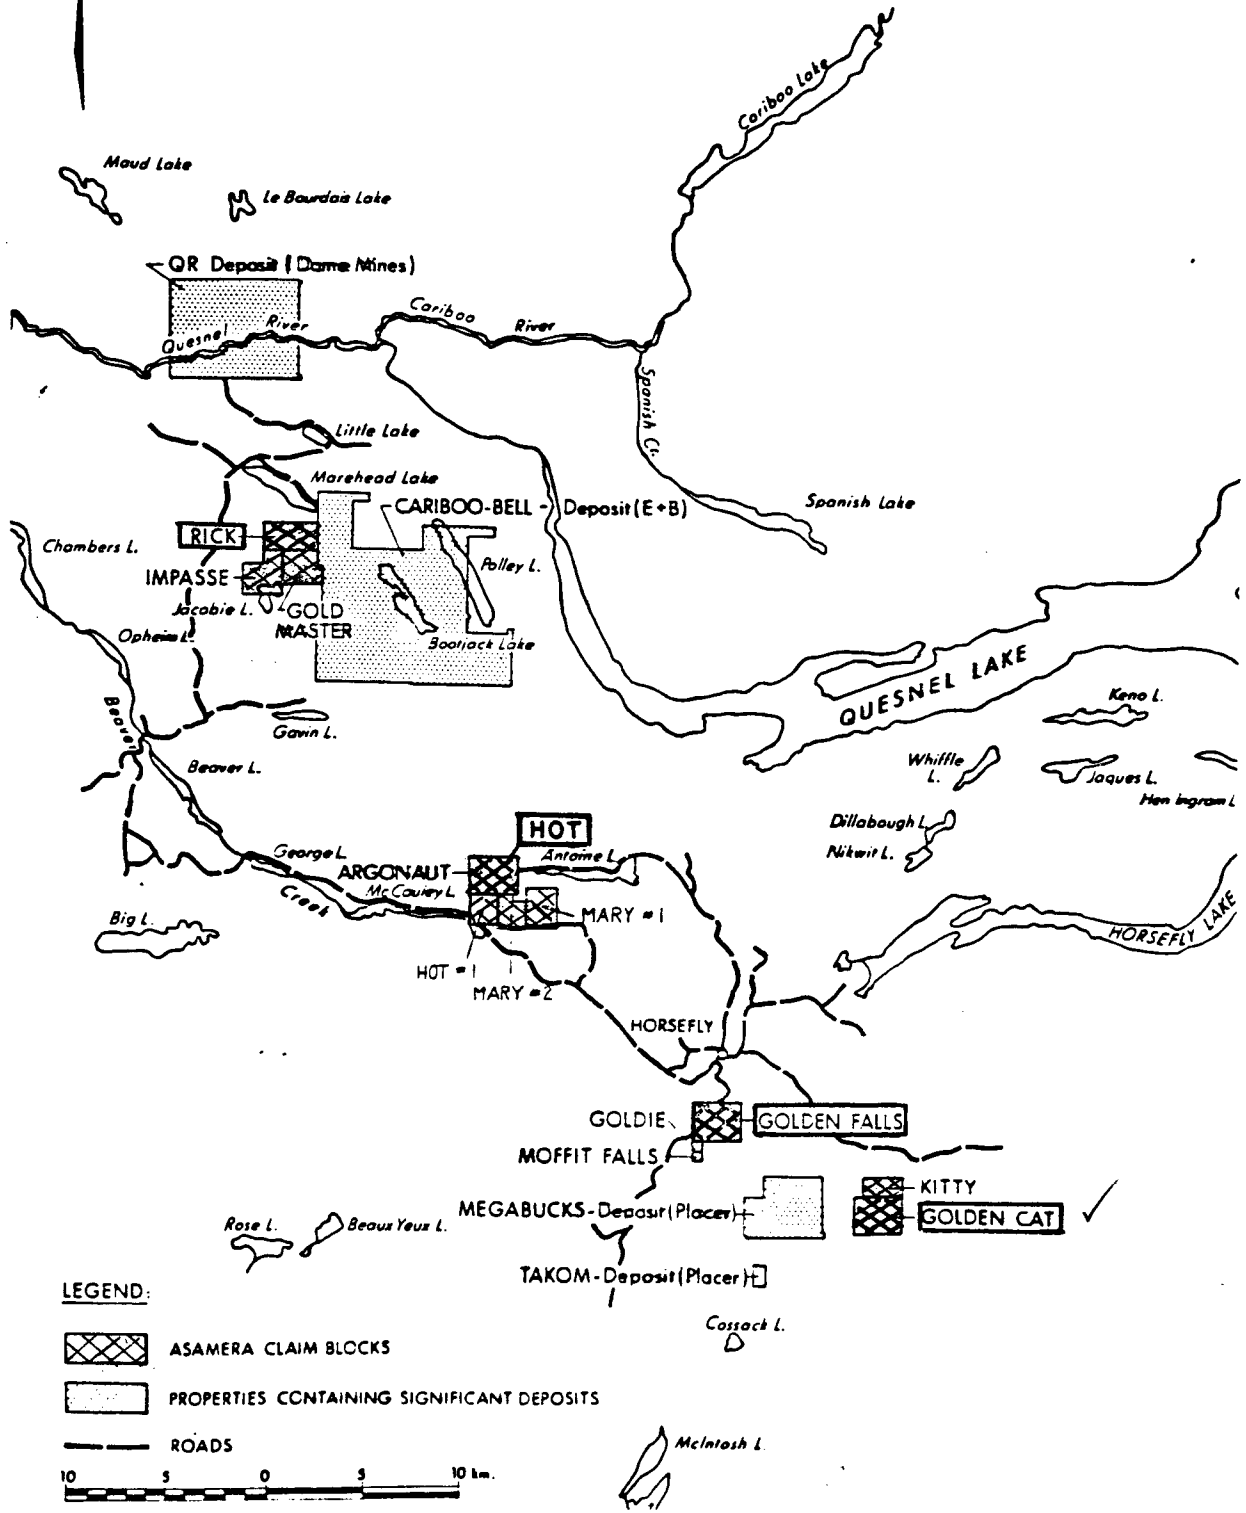 Cariboo Lake
Maud Lake
Le Bourdais Lake
QR Deposit (Dome Mines)
Cariboo River
Quesnel River
Spanish Cr.
Little Lake
Morehead Lake
CARIBOO-BELL - Deposit (E+B)
Spanish Lake
RICK
Chambers L.
Polley L.
IMPASSE
Jacobie L.
GOLD
MASTER
Opheim L.
Bootjack Lake
QUESNEL LAKE
Keno L.
Beaver
Gavin L.
Whiffle
L.
Beaver L.
Jaques L.
Hen Ingram L
HOT
Dillabough L.
Nikwit L.
George L.
Antoine L.
ARGONAUT
McCauley L.
Creek
Big L.
MARY #1
HORSEFLY LAKE
HOT #1
MARY #2
HORSEFLY
GOLDIE
GOLDEN FALLS
MOFFIT FALLS
KITTY
MEGABUCKS-Deposit (Placer)
GOLDEN CAT
Rose L.
Beaux Yeux L.
TAKOM-Deposit (Placer)
LEGEND:
Cossack L.
ASAMERA CLAIM BLOCKS
PROPERTIES CONTAINING SIGNIFICANT DEPOSITS
ROADS
McIntosh L.
10 5 0 5 10 km.